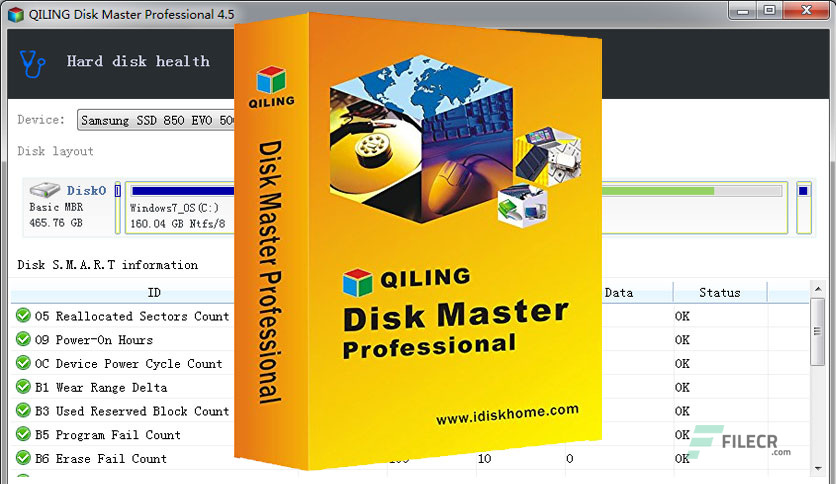 QILING Disk Master Professional 4.5
Hard disk health
Device:
Samsung SSD 850 EVO 50
Disk layout
Disk0
Basic MBR
465.76 GB
Windows7_OS(C:)
160.04 GB Ntfs/8
Disk S.M.A.R.T information
ID
Data
Status
05 Reallocated Sectors Count
OK
09 Power-On Hours
OK
0C Device Power Cycle Count
OK
B1 Wear Range Delta
OK
B3 Used Reserved Block Count
OK
B5 Program Fail Count
OK
B6 Erase Fail Count
10
0
OK
QILING
Disk Master Professional
QILING
Disk Master
Professional
www.idiskhome.com
FILECR
.com